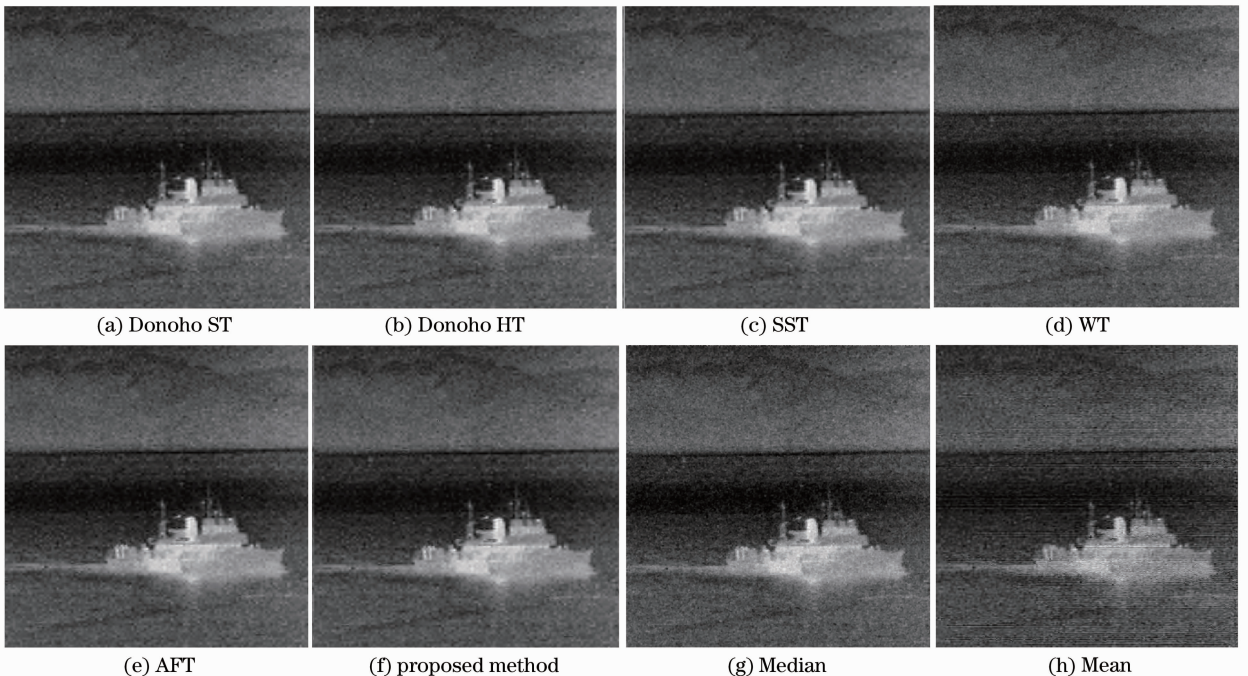 (a) Donoho ST
(b) Donoho HT
(c) SST
(d) WT
(e) AFT
(f) proposed method
(g) Median
(h) Mean